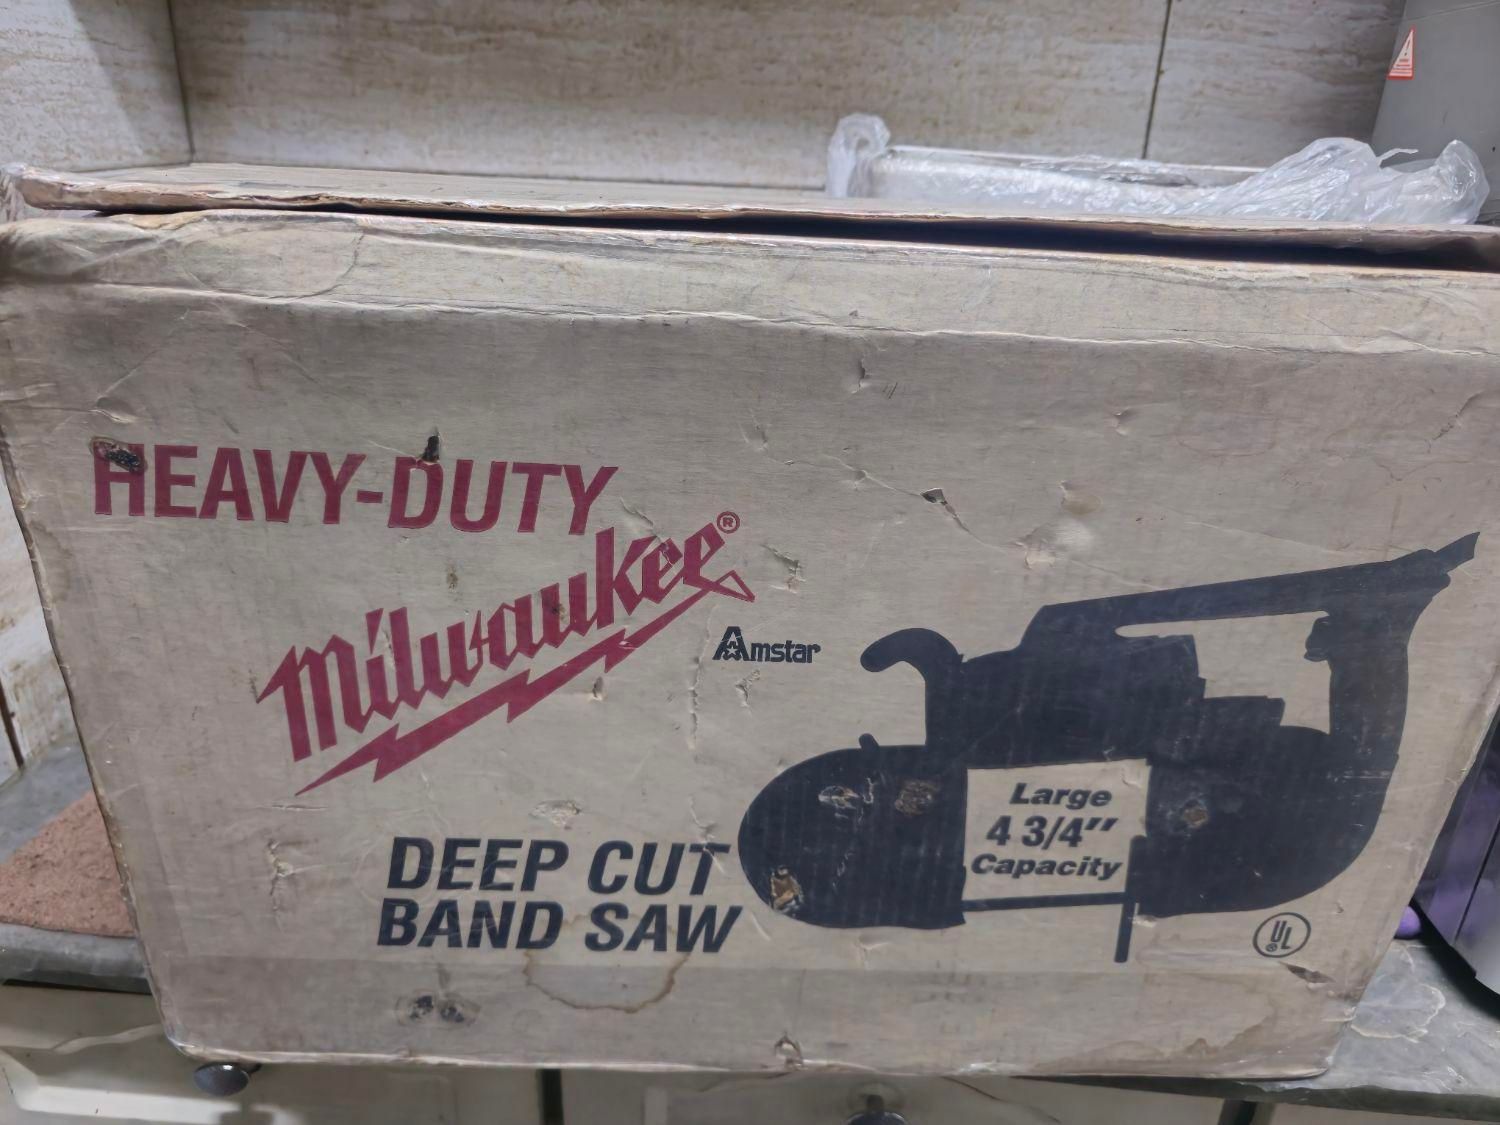 HEAVY-DUTY
Milwaukee®
Amstar
DEEP CUT
BAND SAW
Large
4 3/4"
Capacity
UL®